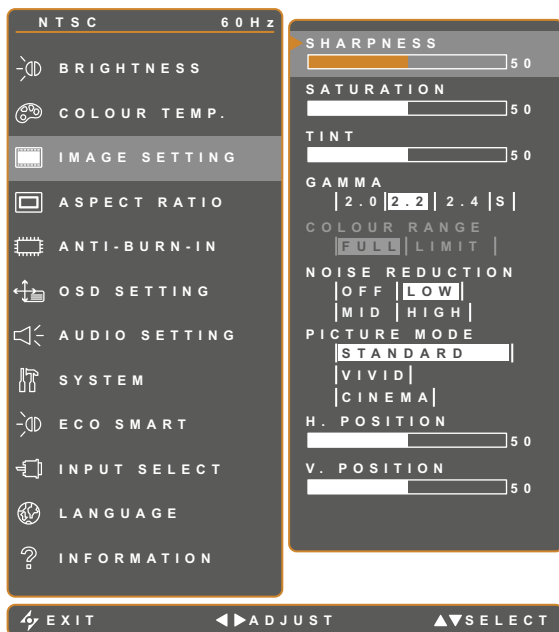 NTSC 60Hz
BRIGHTNESS
COLOUR TEMP.
IMAGE SETTING
ASPECT RATIO
ANTI-BURN-IN
OSD SETTING
AUDIO SETTING
SYSTEM
ECO SMART
INPUT SELECT
LANGUAGE
INFORMATION
SHARPNESS
50
SATURATION
50
TINT
50
GAMMA
2.0 2.2 2.4 S
COLOUR RANGE
FULL LIMIT
NOISE REDUCTION
OFF LOW
MID HIGH
PICTURE MODE
STANDARD
VIVID
CINEMA
H. POSITION
50
V. POSITION
50
EXIT ADJUST SELECT